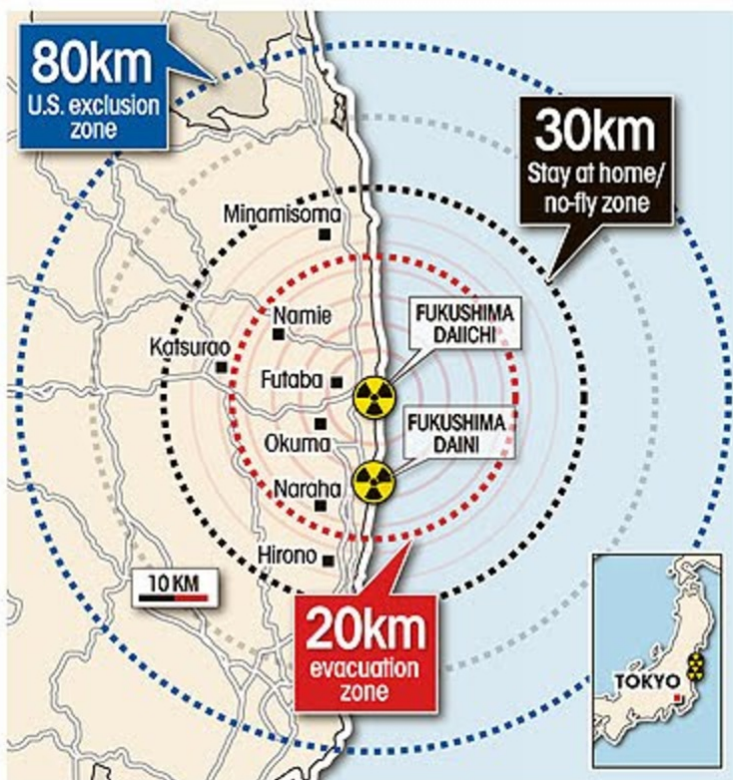 80km
U.S. exclusion
zone
30km
Stay at home/
no-fly zone
Minamisoma
Namie
FUKUSHIMA
DAIICHI
Katsurao
Futaba
FUKUSHIMA
DAINI
Okuma
Naraha
Hirono
10 KM
20km
evacuation
zone
TOKYO